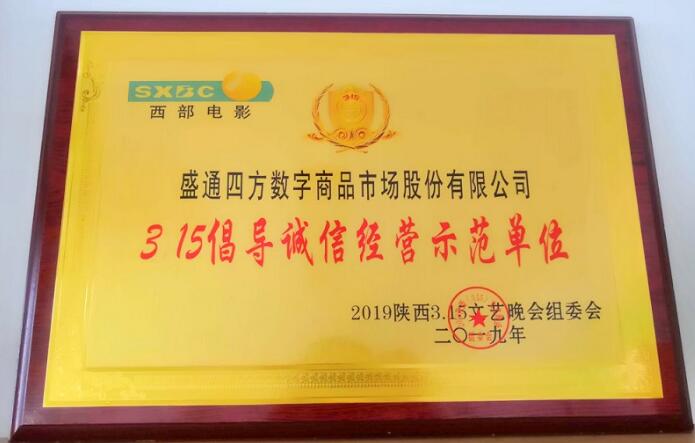 SXBC
西部电影
315
盛通四方数字商品市场股份有限公司
315倡导诚信经营示范单位
2019陕西3.15文艺晚会组委会
二〇一九年